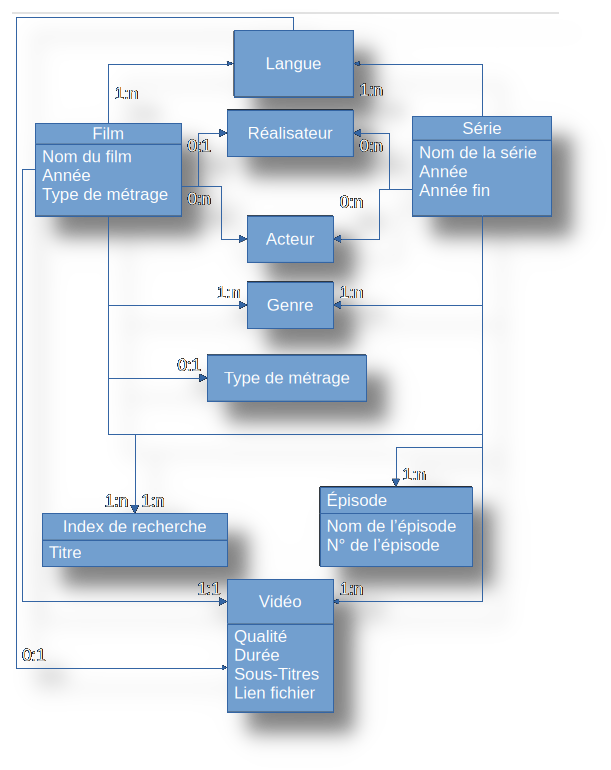 Langue
1:n
1:n
Film
Nom du film
Année
Type de métrage
Réalisateur
0:1
0:n
Série
Nom de la série
Année
Année fin
0:n
0:n
Acteur
1:n
1:n
Genre
0:1
Type de métrage
1:n
1:n
1:n
Index de recherche
Titre
Épisode
Nom de l'épisode
N° de l'épisode
1:1
1:n
Vidéo
Qualité
Durée
Sous-Titres
Lien fichier
0:1